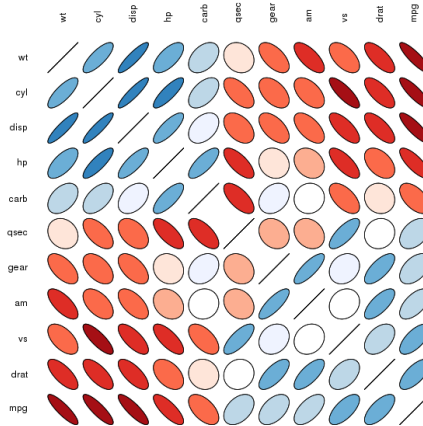 wt cyl disp hp carb qsec gear am vs drat mpg
wt
cyl
disp
hp
carb
qsec
gear
am
vs
drat
mpg